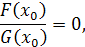 F(x₀)/G(x₀) = 0,